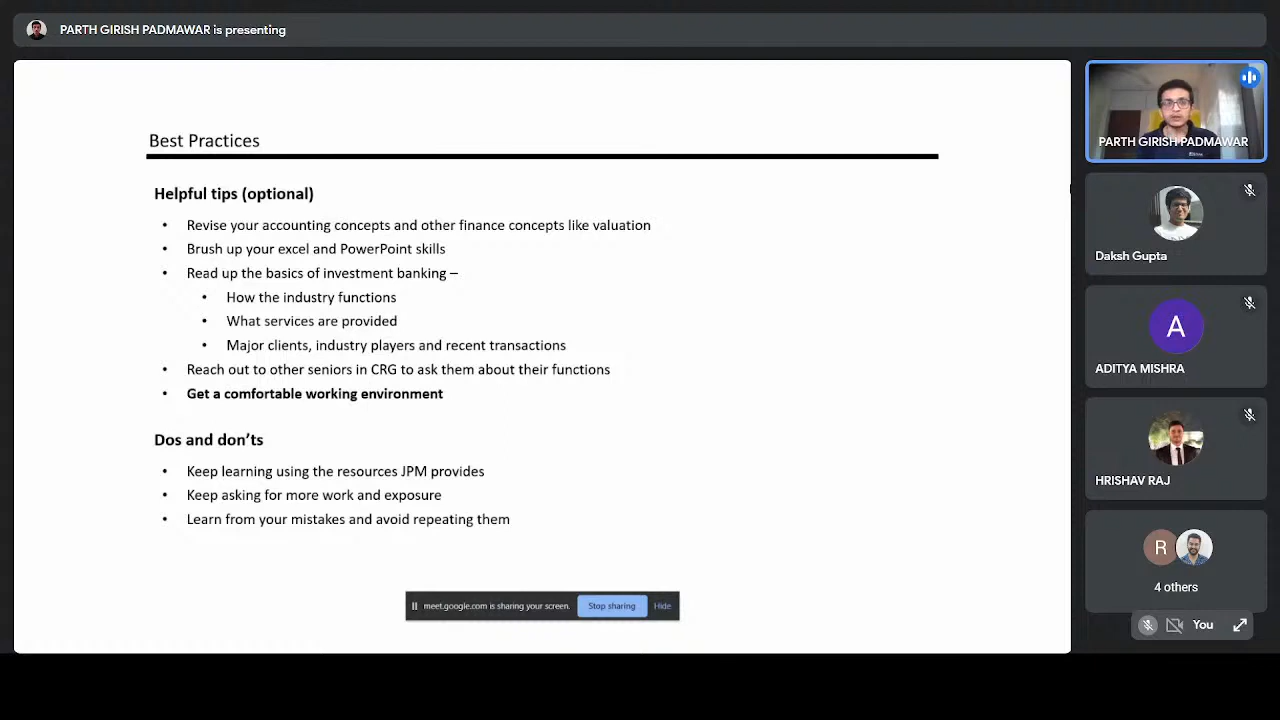 PARTH GIRISH PADMAWAR is presenting
Best Practices
Helpful tips (optional)
• Revise your accounting concepts and other finance concepts like valuation
• Brush up your excel and PowerPoint skills
• Read up the basics of investment banking –
• How the industry functions
• What services are provided
• Major clients, industry players and recent transactions
• Reach out to other seniors in CRG to ask them about their functions
• Get a comfortable working environment
Dos and don’ts
• Keep learning using the resources JPM provides
• Keep asking for more work and exposure
• Learn from your mistakes and avoid repeating them
meet.google.com is sharing your screen. Stop sharing Hide
PARTH GIRISH PADMAWAR
Daksh Gupta
A
ADITYA MISHRA
HRISHAV RAJ
R
4 others
You